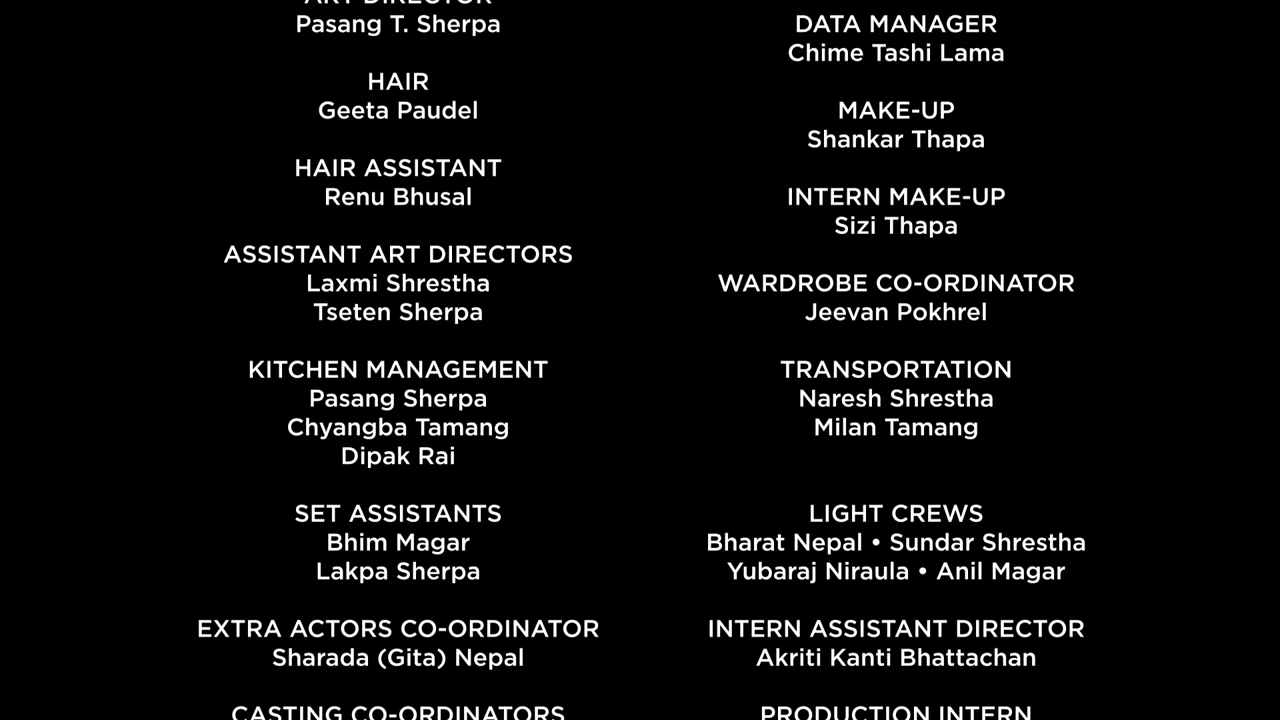 ART DIRECTOR
Pasang T. Sherpa
HAIR
Geeta Paudel
HAIR ASSISTANT
Renu Bhusal
ASSISTANT ART DIRECTORS
Laxmi Shrestha
Tseten Sherpa
KITCHEN MANAGEMENT
Pasang Sherpa
Chyangba Tamang
Dipak Rai
SET ASSISTANTS
Bhim Magar
Lakpa Sherpa
EXTRA ACTORS CO-ORDINATOR
Sharada (Gita) Nepal
CASTING CO-ORDINATORS
DATA MANAGER
Chime Tashi Lama
MAKE-UP
Shankar Thapa
INTERN MAKE-UP
Sizi Thapa
WARDROBE CO-ORDINATOR
Jeevan Pokhrel
TRANSPORTATION
Naresh Shrestha
Milan Tamang
LIGHT CREWS
Bharat Nepal • Sundar Shrestha
Yubaraj Niraula • Anil Magar
INTERN ASSISTANT DIRECTOR
Akriti Kanti Bhattachan
PRODUCTION INTERN